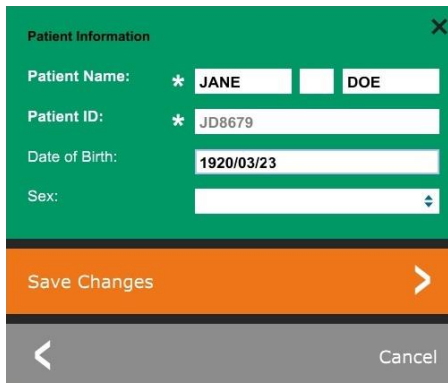 Patient Information
Patient Name: * JANE DOE
Patient ID: * JD8679
Date of Birth: 1920/03/23
Sex:
Save Changes
Cancel